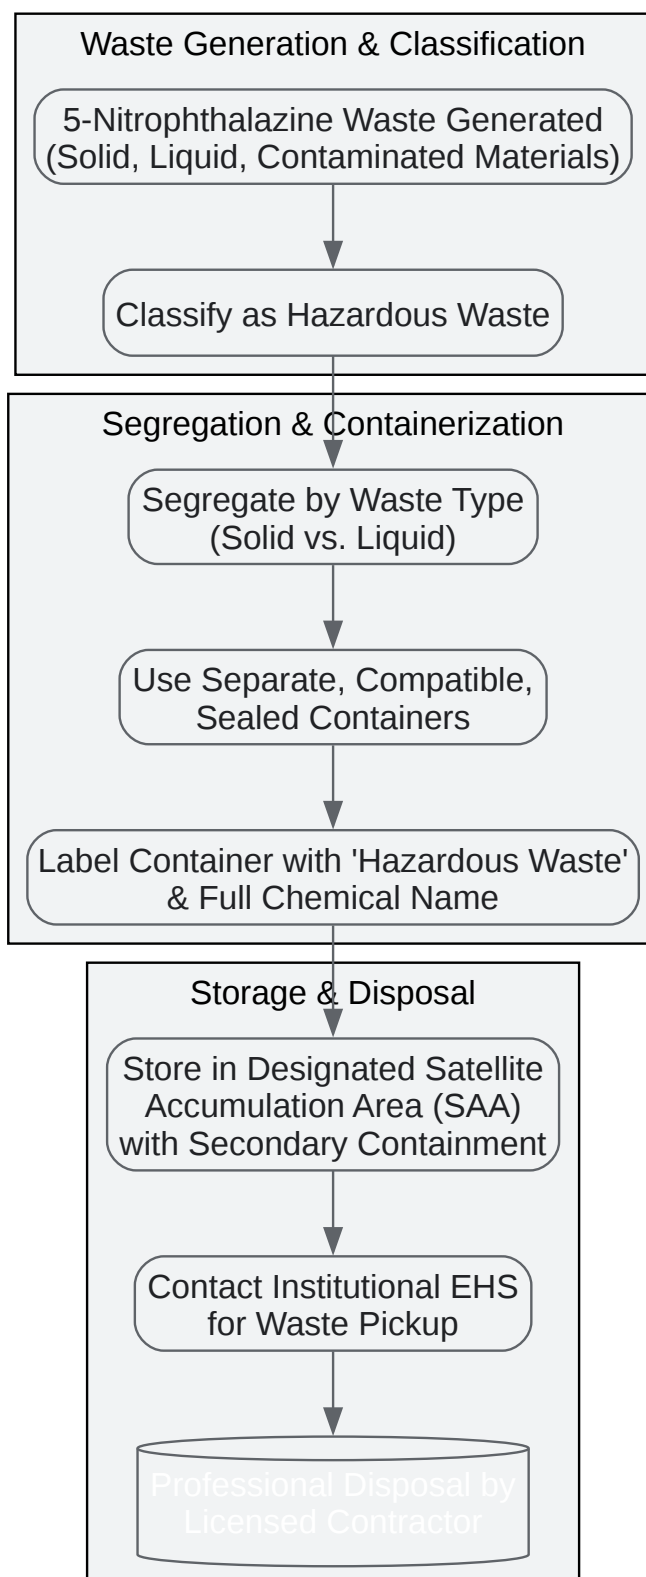 Waste Generation & Classification
5-Nitrophthalazine Waste Generated
(Solid, Liquid, Contaminated Materials)
Classify as Hazardous Waste
Segregation & Containerization
Segregate by Waste Type
(Solid vs. Liquid)
Use Separate, Compatible,
Sealed Containers
Label Container with 'Hazardous Waste'
& Full Chemical Name
Storage & Disposal
Store in Designated Satellite
Accumulation Area (SAA)
with Secondary Containment
Contact Institutional EHS
for Waste Pickup
Professional Disposal by
Licensed Contractor